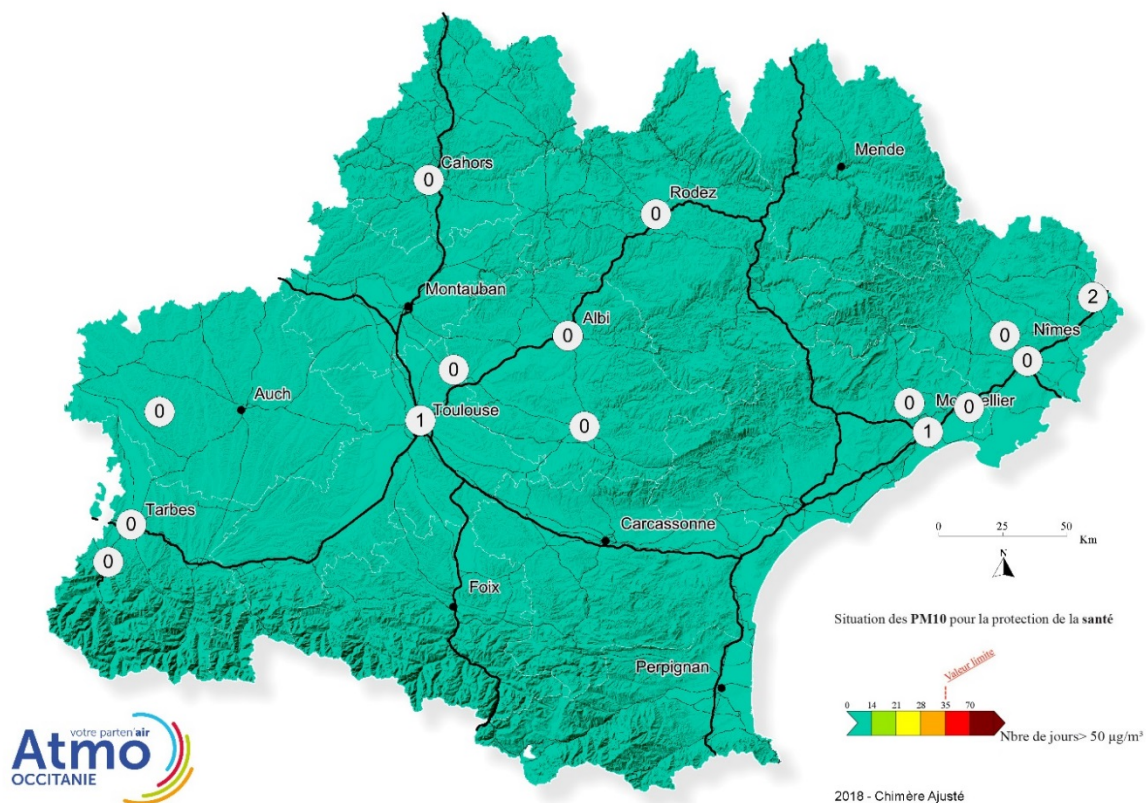 Cahors
0
Mende
Rodez
0
Montauban
2
Albi
0
0
Nîmes
0
0
Auch
0
Toulouse
1
0
0
Montpellier
0
1
Tarbes
0
Carcassonne
0
Foix
Perpignan
0 25 50
Km
N
Situation des PM10 pour la protection de la santé
Valeur limite
0 14 21 28 35 70
Nbre de jours> 50 µg/m³
2018 - Chimère Ajusté
votre parten'air
Atmo
OCCITANIE